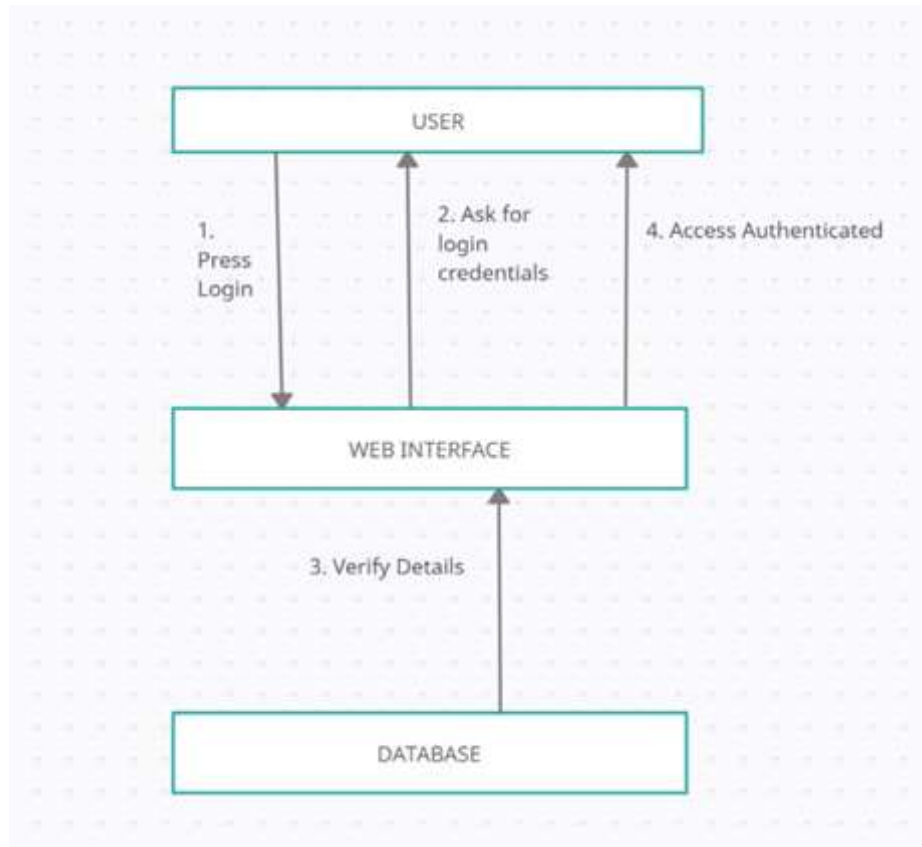 USER
1.
Press
Login
2. Ask for
login
credentials
4. Access Authenticated
WEB INTERFACE
3. Verify Details
DATABASE